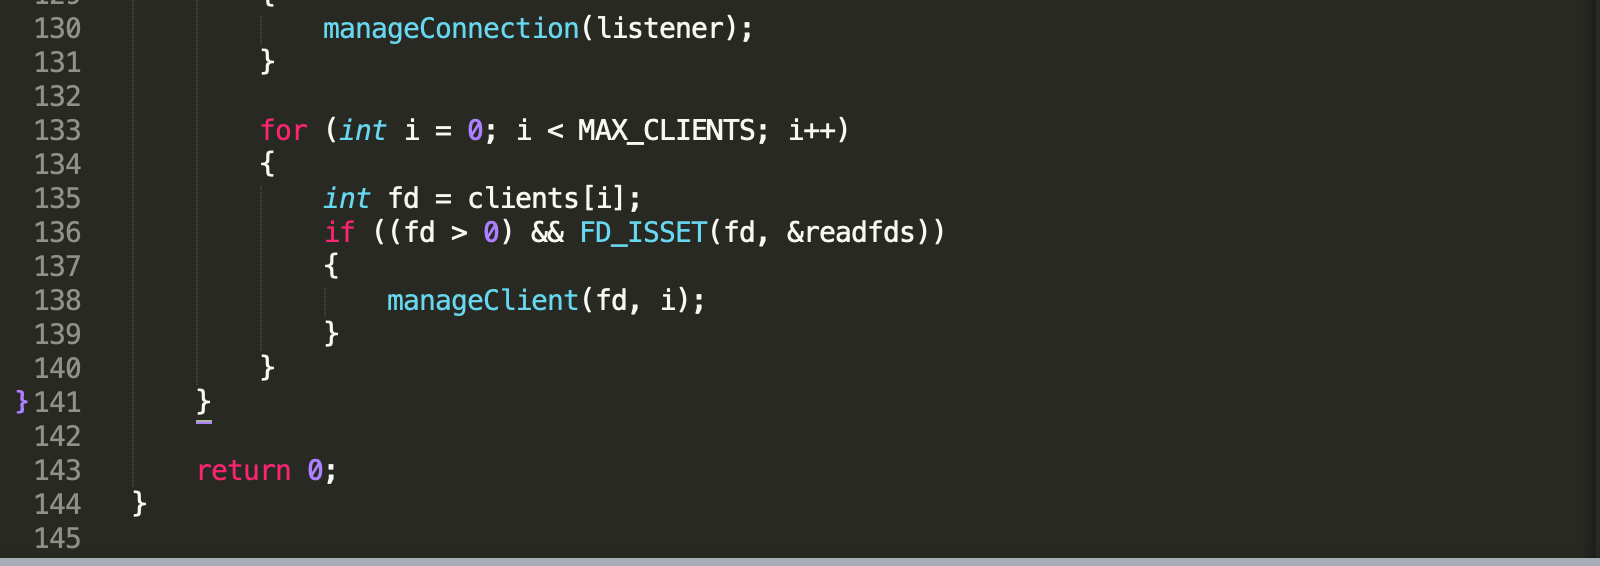 129 {
130 manageConnection(listener);
131 }
132
133 for (int i = 0; i < MAX_CLIENTS; i++)
134 {
135 int fd = clients[i];
136 if ((fd > 0) && FD_ISSET(fd, &readfds))
137 {
138 manageClient(fd, i);
139 }
140 }
}141 }
142
143 return 0;
144 }
145